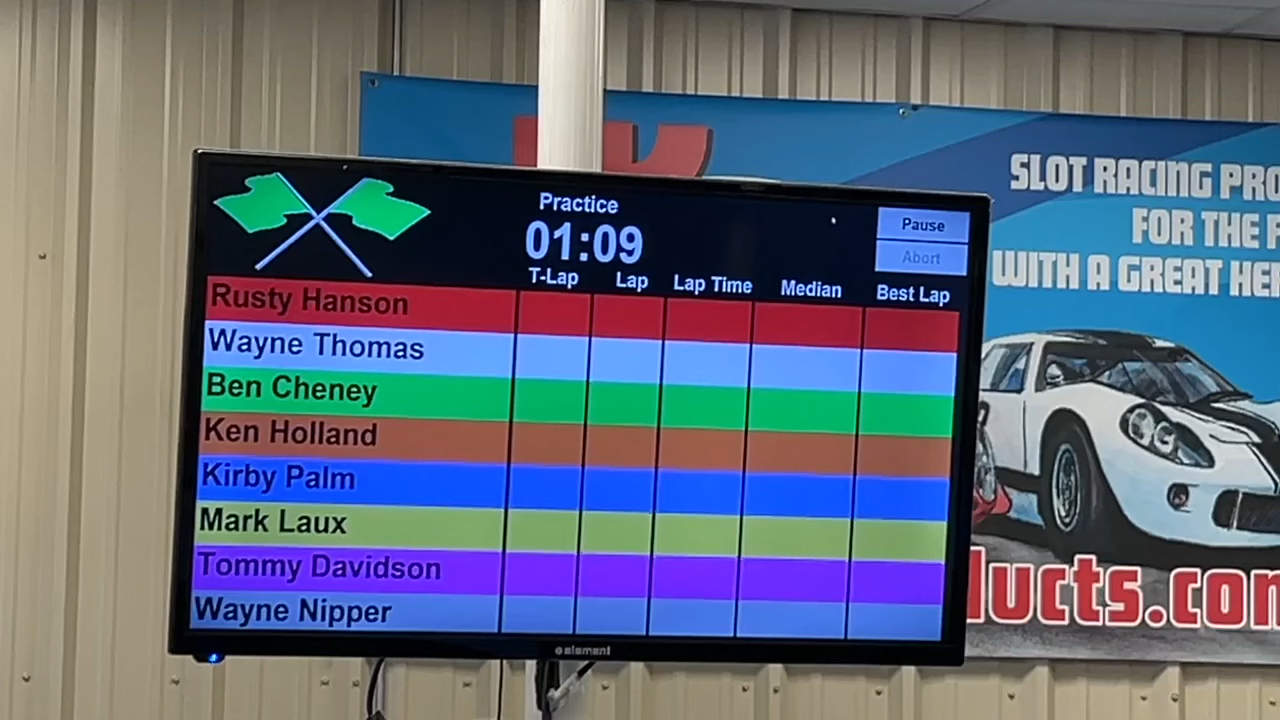 Practice
01:09
Pause
Abort
T-Lap Lap Lap Time Median Best Lap
Rusty Hanson
Wayne Thomas
Ben Cheney
Ken Holland
Kirby Palm
Mark Laux
Tommy Davidson
Wayne Nipper
element
SLOT RACING PRO
FOR THE F
WITH A GREAT HE
ducts.com